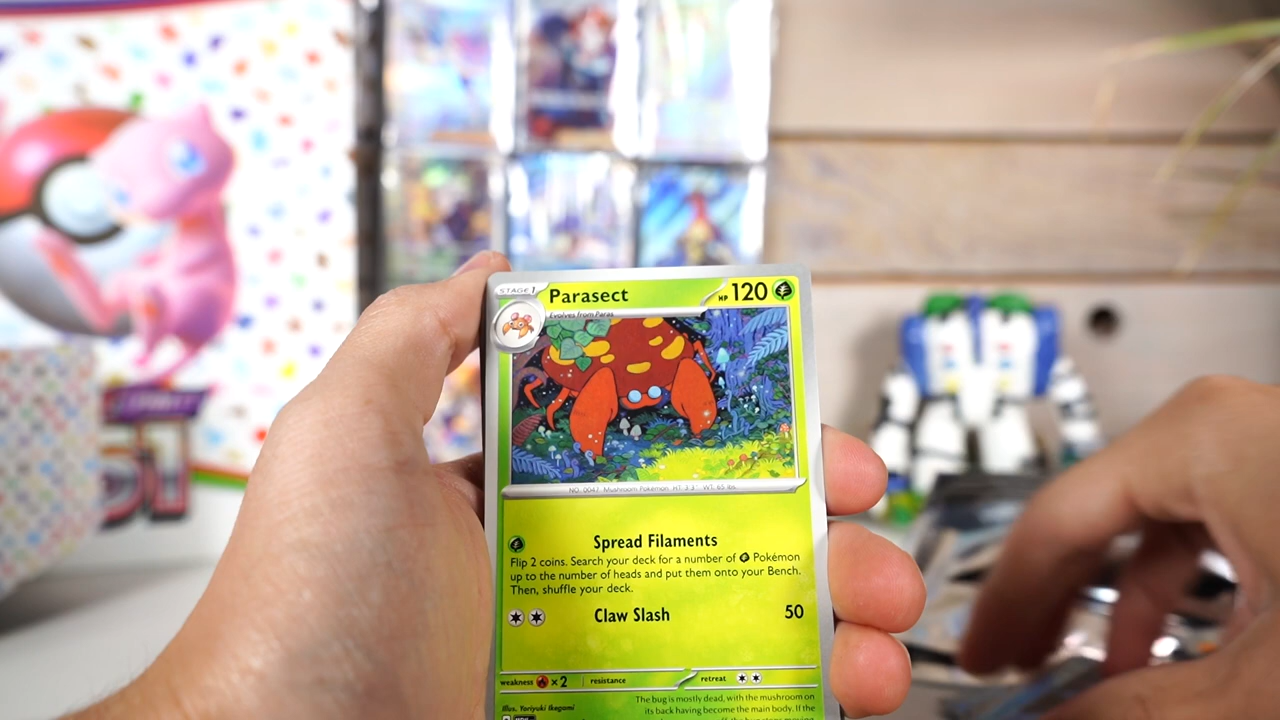 STAGE 1 Parasect HP 120
Evolves from Paras
NO. 0047 Mushroom Pokémon HT: 3'3" WT: 65 lbs.
Spread Filaments
Flip 2 coins. Search your deck for a number of Pokémon
up to the number of heads and put them onto your Bench.
Then, shuffle your deck.
Claw Slash 50
weakness ×2 resistance retreat
Illus. Yoriyuki Ikegami
The bug is mostly dead, with the mushroom on
its back having become the main body. If the
51